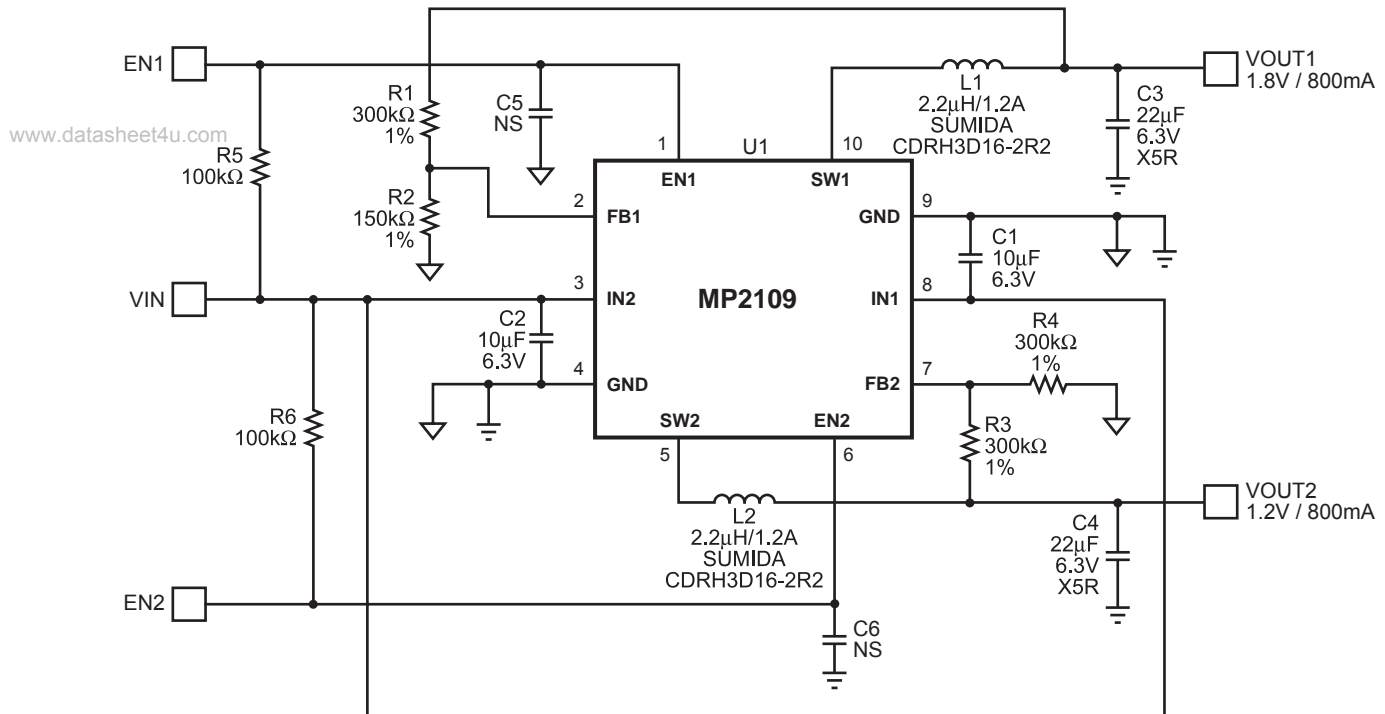 EN1
R1
300kΩ
1%
C5
NS
L1
2.2µH/1.2A
SUMIDA
CDRH3D16-2R2
VOUT1
1.8V / 800mA
C3
22µF
6.3V
X5R
www.datasheet4u.com
R5
100kΩ
1
U1
10
EN1
SW1
R2
150kΩ
1%
2
FB1
GND
9
C1
10µF
6.3V
VIN
3
IN2
MP2109
IN1
8
C2
10µF
6.3V
R4
300kΩ
1%
4
GND
FB2
7
R6
100kΩ
SW2
EN2
5
6
R3
300kΩ
1%
L2
2.2µH/1.2A
SUMIDA
CDRH3D16-2R2
VOUT2
1.2V / 800mA
C4
22µF
6.3V
X5R
EN2
C6
NS